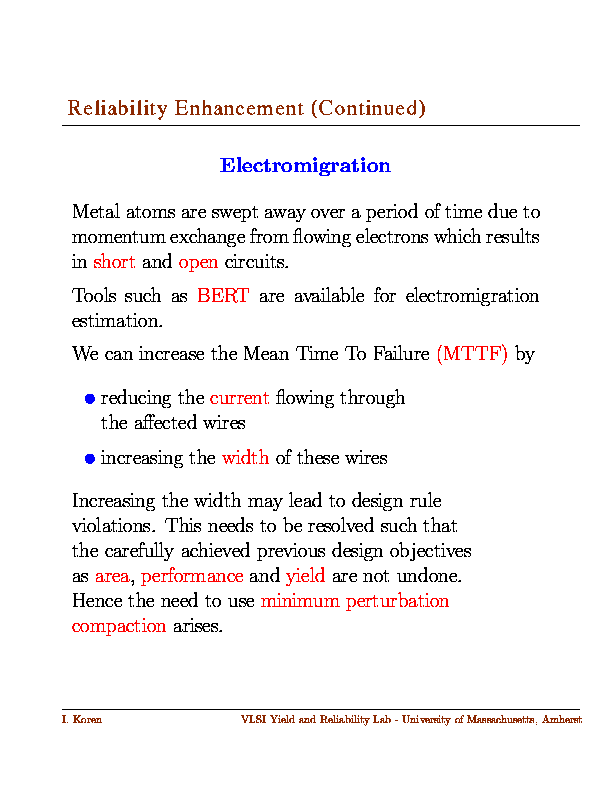 Reliability Enhancement (Continued)
Electromigration
Metal atoms are swept away over a period of time due to
momentum exchange from flowing electrons which results
in short and open circuits.
Tools such as BERT are available for electromigration
estimation.
We can increase the Mean Time To Failure (MTTF) by
● reducing the current flowing through
the affected wires
● increasing the width of these wires
Increasing the width may lead to design rule
violations. This needs to be resolved such that
the carefully achieved previous design objectives
as area, performance and yield are not undone.
Hence the need to use minimum perturbation
compaction arises.
I. Koren VLSI Yield and Reliability Lab - University of Massachusetts, Amherst